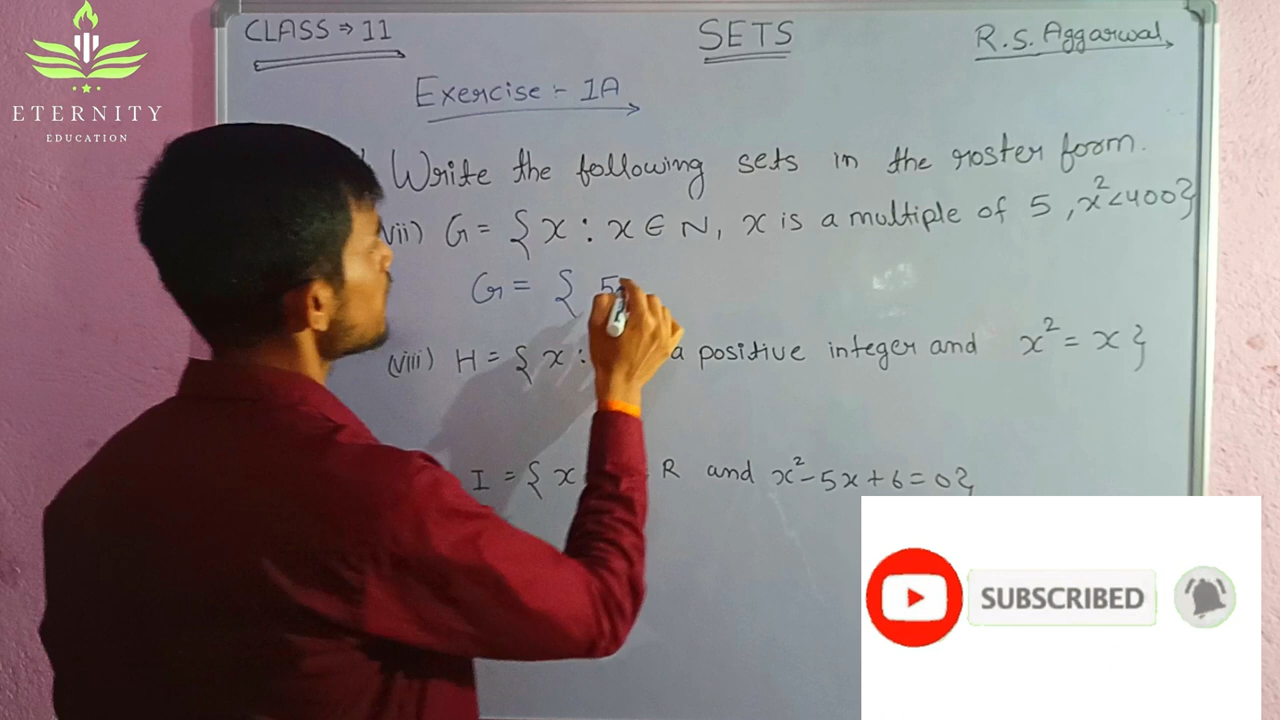 ETERNITY
EDUCATION
CLASS ⇒ 11
SETS
R.S. Aggarwal
Exercise :- 1A
Write the following sets in the roster form.
vii) G = { x : x ∈ N, x is a multiple of 5 , x² < 400}
G = { 5
(viii) H = { x : a positive integer and x² = x }
I = { x R and x² - 5x + 6 = 0}
SUBSCRIBED